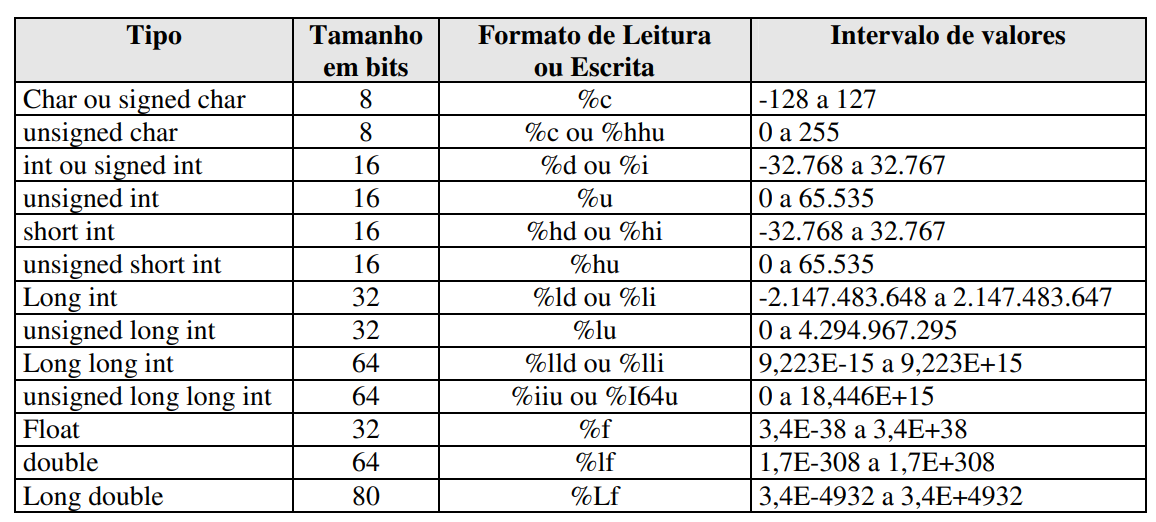 Tipo Tamanho em bits Formato de Leitura ou Escrita Intervalo de valores
Char ou signed char 8 %c -128 a 127
unsigned char 8 %c ou %hhu 0 a 255
int ou signed int 16 %d ou %i -32.768 a 32.767
unsigned int 16 %u 0 a 65.535
short int 16 %hd ou %hi -32.768 a 32.767
unsigned short int 16 %hu 0 a 65.535
Long int 32 %ld ou %li -2.147.483.648 a 2.147.483.647
unsigned long int 32 %lu 0 a 4.294.967.295
Long long int 64 %lld ou %lli 9,223E-15 a 9,223E+15
unsigned long long int 64 %iiu ou %I64u 0 a 18,446E+15
Float 32 %f 3,4E-38 a 3,4E+38
double 64 %lf 1,7E-308 a 1,7E+308
Long double 80 %Lf 3,4E-4932 a 3,4E+4932